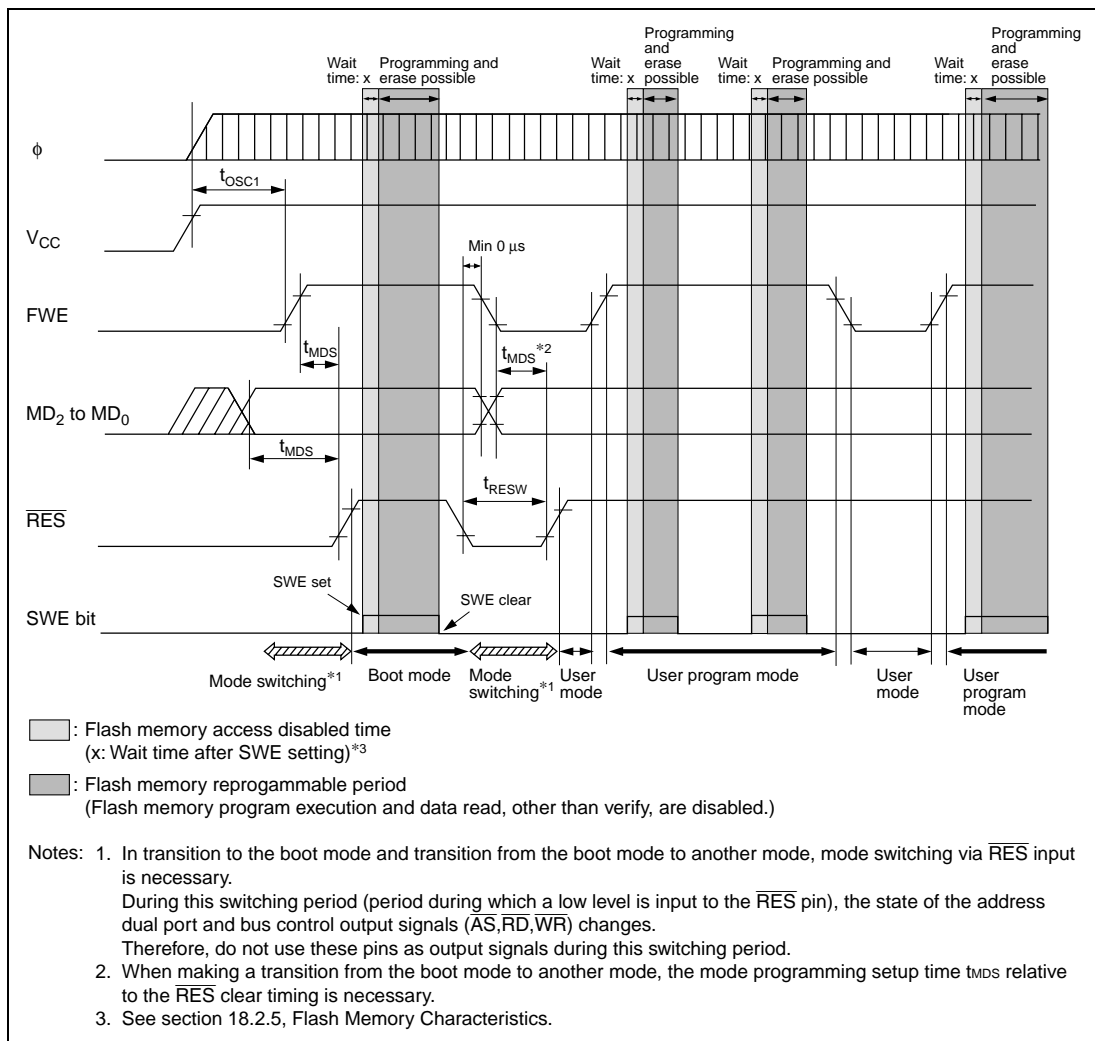 Programming
and
erase
possible
Programming
and
erase
possible
Wait
time: x
Programming and
erase possible
Wait
time: x
Wait
time: x
Programming and
erase possible
Wait
time: x
φ
tOSC1
VCC
Min 0 μs
FWE
tMDS
tMDS*2
MD2 to MD0
tMDS
tRESW
RES
SWE set
SWE clear
SWE bit
Mode switching*1
Boot mode
Mode
switching*1
User
mode
User program mode
User
mode
User
program
mode
: Flash memory access disabled time
(x: Wait time after SWE setting)*3
: Flash memory reprogammable period
(Flash memory program execution and data read, other than verify, are disabled.)
Notes: 1. In transition to the boot mode and transition from the boot mode to another mode, mode switching via RES input
is necessary.
During this switching period (period during which a low level is input to the RES pin), the state of the address
dual port and bus control output signals (AS,RD,WR) changes.
Therefore, do not use these pins as output signals during this switching period.
2. When making a transition from the boot mode to another mode, the mode programming setup time tMDS relative
to the RES clear timing is necessary.
3. See section 18.2.5, Flash Memory Characteristics.